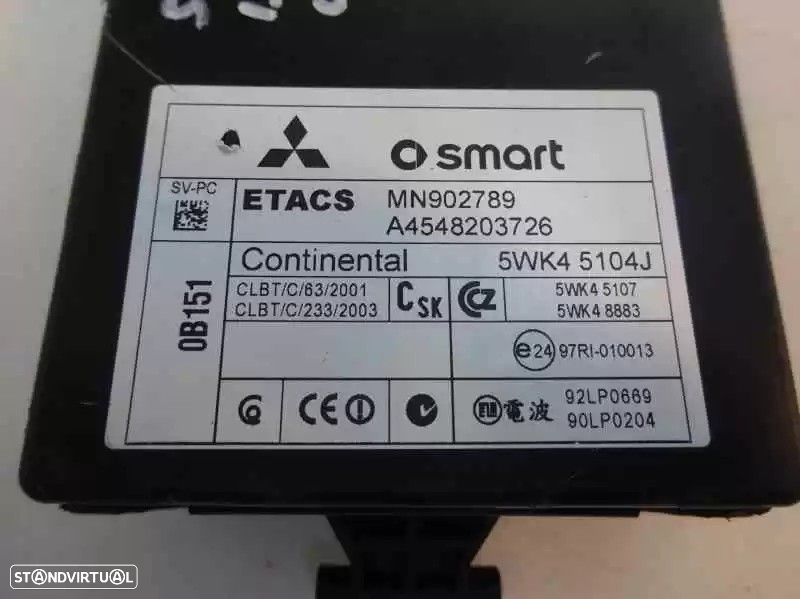 smart
SV-PC
ETACS MN902789
A4548203726
Continental 5WK4 5104J
0B151
CLBT/C/63/2001
CLBT/C/233/2003
CSK
5WK4 5107
5WK4 8883
e24 97RI-010013
CE
電波
92LP0669
90LP0204
STANDVIRTUAL